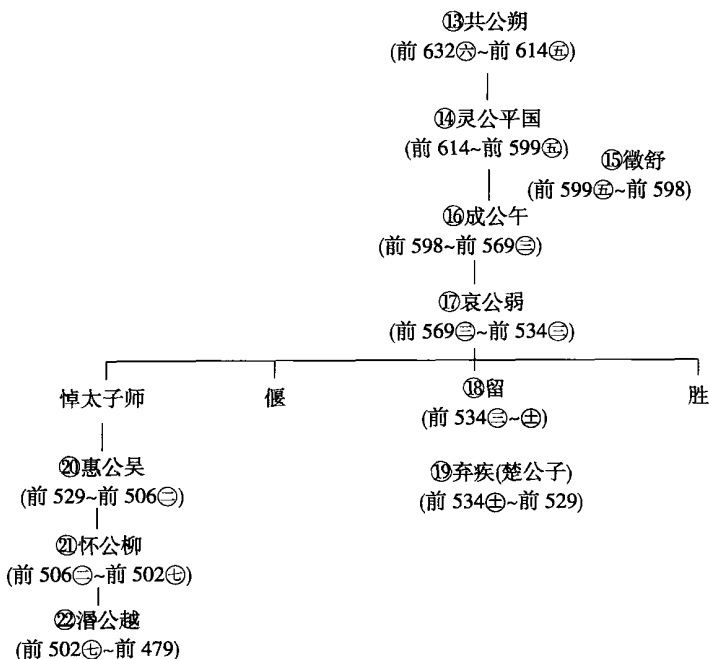 ⑬共公朔
(前 632㊅~前 614㊄)
⑭灵公平国
(前 614~前 599㊄)
⑮徵舒
(前 599㊄~前 598)
⑯成公午
(前 598~前 569㊂)
⑰哀公弱
(前 569㊂~前 534㊂)
悼太子师
偃
⑱留
(前 534㊂~㊏)
胜
⑲弃疾(楚公子)
(前 534㊏~前 529)
⑳惠公吴
(前 529~前 506㊁)
㉑怀公柳
(前 506㊁~前 502㊆)
㉒湣公越
(前 502㊆~前 479)